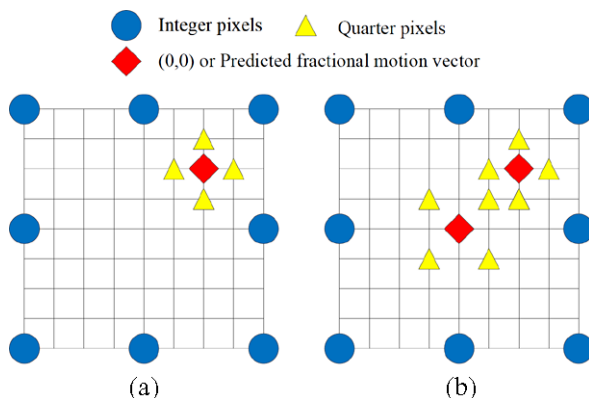 Integer pixels
Quarter pixels
(0,0) or Predicted fractional motion vector
(a)
(b)